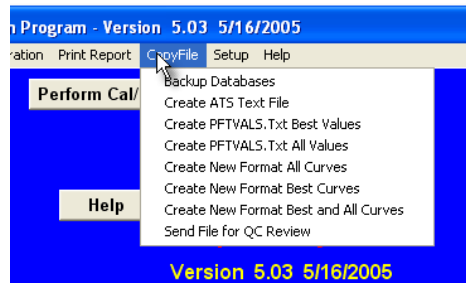 n Program - Version 5.03 5/16/2005
ration Print Report CopyFile Setup Help
Backup Databases
Perform Cal/
Create ATS Text File
Create PFTVALS.Txt Best Values
Create PFTVALS.Txt All Values
Create New Format All Curves
Create New Format Best Curves
Help
Create New Format Best and All Curves
Send File for QC Review
Version 5.03 5/16/2005